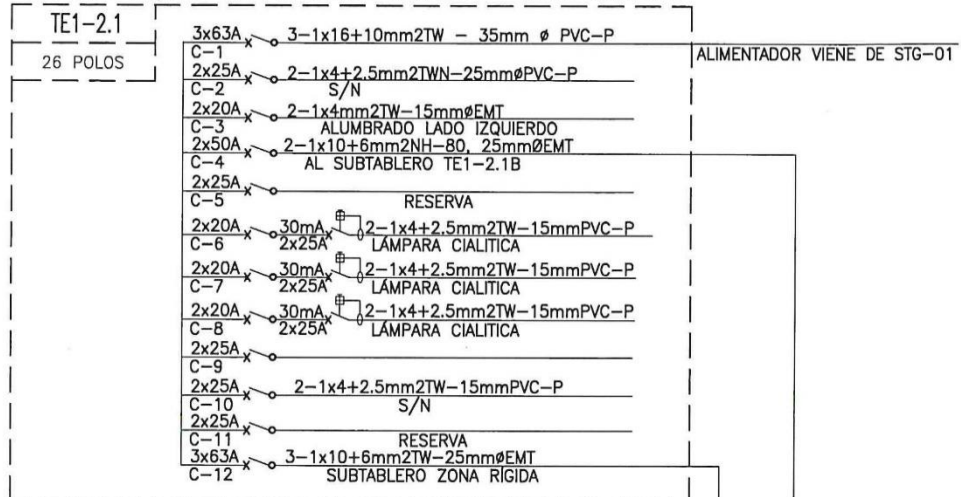 TE1-2.1
26 POLOS
3x63A 3-1x16+10mm2TW - 35mm ø PVC-P
C-1
ALIMENTADOR VIENE DE STG-01
2x25A 2-1x4+2.5mm2TWN-25mmøPVC-P
C-2 S/N
2x20A 2-1x4mm2TW-15mmøEMT
C-3 ALUMBRADO LADO IZQUIERDO
2x50A 2-1x10+6mm2NH-80, 25mmØEMT
C-4 AL SUBTABLERO TE1-2.1B
2x25A
C-5 RESERVA
2x20A 30mA 2-1x4+2.5mm2TW-15mmPVC-P
C-6 2x25A LÁMPARA CIALITICA
2x20A 30mA 2-1x4+2.5mm2TW-15mmPVC-P
C-7 2x25A LÁMPARA CIALITICA
2x20A 30mA 2-1x4+2.5mm2TW-15mmPVC-P
C-8 2x25A LÁMPARA CIALITICA
2x25A
C-9
2x25A 2-1x4+2.5mm2TW-15mmPVC-P
C-10 S/N
2x25A
C-11 RESERVA
3x63A 3-1x10+6mm2TW-25mmøEMT
C-12 SUBTABLERO ZONA RÍGIDA